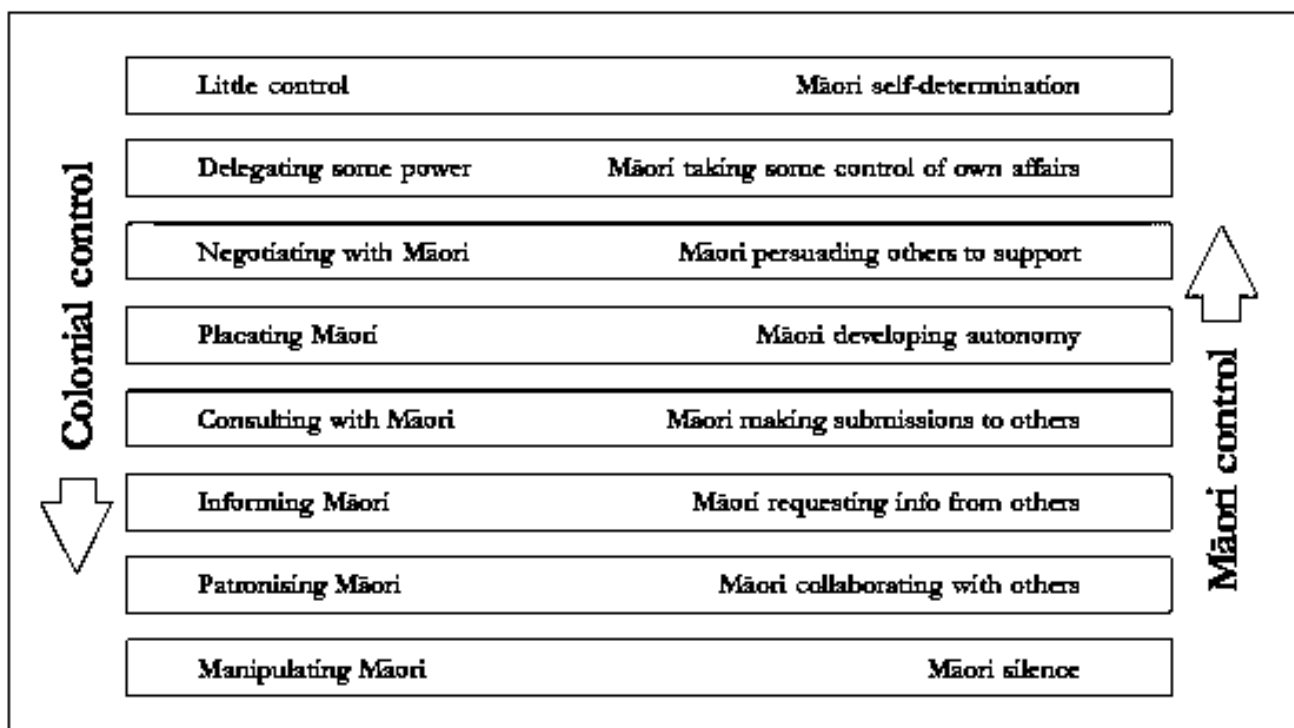 Little control Māori self-determination
Delegating some power Māori taking some control of own affairs
Negotiating with Māori Māori persuading others to support
Placating Māori Māori developing autonomy
Consulting with Māori Māori making submissions to others
Informing Māori Māori requesting info from others
Patronising Māori Māori collaborating with others
Manipulating Māori Māori silence
Colonial control
Māori control